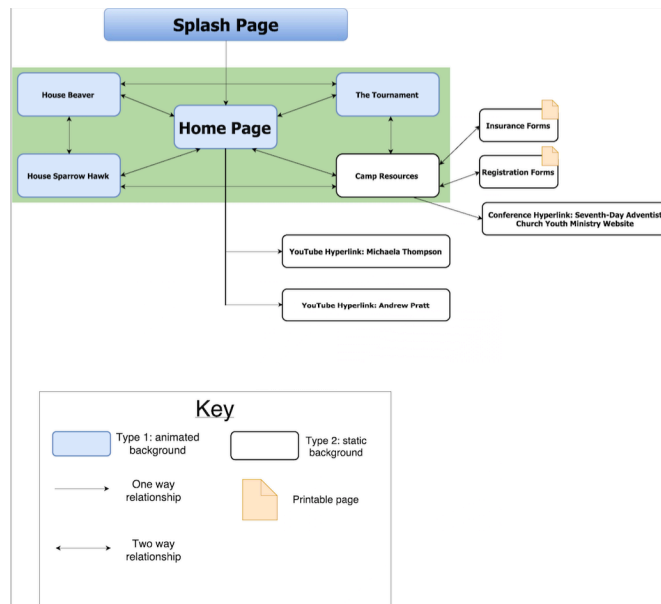 Splash Page
House Beaver
The Tournament
Home Page
Insurance Forms
House Sparrow Hawk
Camp Resources
Registration Forms
Conference Hyperlink: Seventh-Day Adventist
Church Youth Ministry Website
YouTube Hyperlink: Michaela Thompson
YouTube Hyperlink: Andrew Pratt
Key
Type 1: animated
background
Type 2: static
background
One way
relationship
Printable page
Two way
relationship